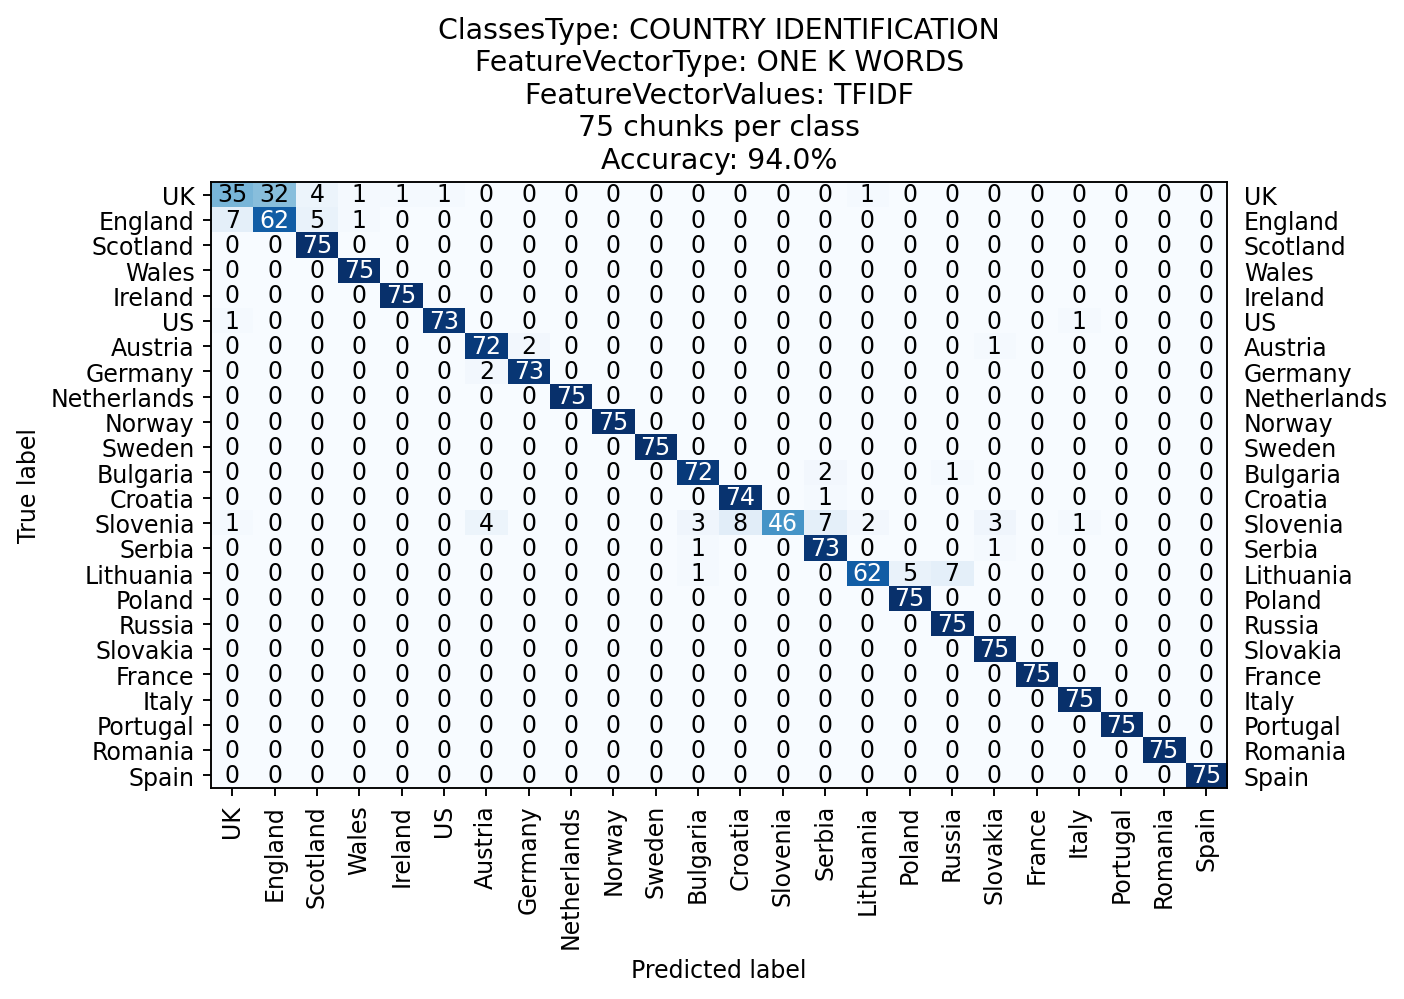 ClassesType: COUNTRY IDENTIFICATION
FeatureVectorType: ONE K WORDS
FeatureVectorValues: TFIDF
75 chunks per class
Accuracy: 94.0%
UK 35 32 4 1 1 1 0 0 0 0 0 0 0 0 0 1 0 0 0 0 0 0 0 0 UK
England 7 62 5 1 0 0 0 0 0 0 0 0 0 0 0 0 0 0 0 0 0 0 0 0 England
Scotland 0 0 75 0 0 0 0 0 0 0 0 0 0 0 0 0 0 0 0 0 0 0 0 0 Scotland
Wales 0 0 0 75 0 0 0 0 0 0 0 0 0 0 0 0 0 0 0 0 0 0 0 0 Wales
Ireland 0 0 0 0 75 0 0 0 0 0 0 0 0 0 0 0 0 0 0 0 0 0 0 0 Ireland
US 1 0 0 0 0 73 0 0 0 0 0 0 0 0 0 0 0 0 0 0 1 0 0 0 US
Austria 0 0 0 0 0 0 72 2 0 0 0 0 0 0 0 0 0 0 1 0 0 0 0 0 Austria
Germany 0 0 0 0 0 0 2 73 0 0 0 0 0 0 0 0 0 0 0 0 0 0 0 0 Germany
Netherlands 0 0 0 0 0 0 0 0 75 0 0 0 0 0 0 0 0 0 0 0 0 0 0 0 Netherlands
Norway 0 0 0 0 0 0 0 0 0 75 0 0 0 0 0 0 0 0 0 0 0 0 0 0 Norway
Sweden 0 0 0 0 0 0 0 0 0 0 75 0 0 0 0 0 0 0 0 0 0 0 0 0 Sweden
Bulgaria 0 0 0 0 0 0 0 0 0 0 0 72 0 0 2 0 0 1 0 0 0 0 0 0 Bulgaria
Croatia 0 0 0 0 0 0 0 0 0 0 0 0 74 0 1 0 0 0 0 0 0 0 0 0 Croatia
Slovenia 1 0 0 0 0 0 4 0 0 0 0 3 8 46 7 2 0 0 3 0 1 0 0 0 Slovenia
Serbia 0 0 0 0 0 0 0 0 0 0 0 1 0 0 73 0 0 0 1 0 0 0 0 0 Serbia
Lithuania 0 0 0 0 0 0 0 0 0 0 0 1 0 0 0 62 5 7 0 0 0 0 0 0 Lithuania
Poland 0 0 0 0 0 0 0 0 0 0 0 0 0 0 0 0 75 0 0 0 0 0 0 0 Poland
Russia 0 0 0 0 0 0 0 0 0 0 0 0 0 0 0 0 0 75 0 0 0 0 0 0 Russia
Slovakia 0 0 0 0 0 0 0 0 0 0 0 0 0 0 0 0 0 0 75 0 0 0 0 0 Slovakia
France 0 0 0 0 0 0 0 0 0 0 0 0 0 0 0 0 0 0 0 75 0 0 0 0 France
Italy 0 0 0 0 0 0 0 0 0 0 0 0 0 0 0 0 0 0 0 0 75 0 0 0 Italy
Portugal 0 0 0 0 0 0 0 0 0 0 0 0 0 0 0 0 0 0 0 0 0 75 0 0 Portugal
Romania 0 0 0 0 0 0 0 0 0 0 0 0 0 0 0 0 0 0 0 0 0 0 75 0 Romania
Spain 0 0 0 0 0 0 0 0 0 0 0 0 0 0 0 0 0 0 0 0 0 0 0 75 Spain
True label
UK England Scotland Wales Ireland US Austria Germany Netherlands Norway Sweden Bulgaria Croatia Slovenia Serbia Lithuania Poland Russia Slovakia France Italy Portugal Romania Spain
Predicted label